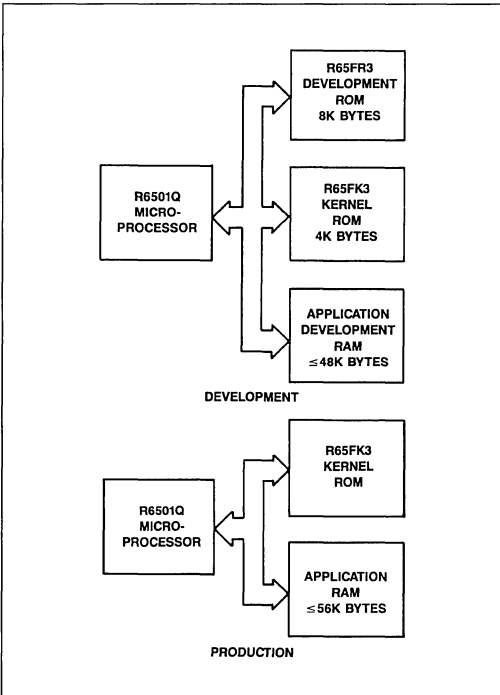 R65FR3
DEVELOPMENT
ROM
8K BYTES
R6501Q
MICRO-
PROCESSOR
R65FK3
KERNEL
ROM
4K BYTES
APPLICATION
DEVELOPMENT
RAM
≤48K BYTES
DEVELOPMENT
R65FK3
KERNEL
ROM
R6501Q
MICRO-
PROCESSOR
APPLICATION
RAM
≤56K BYTES
PRODUCTION